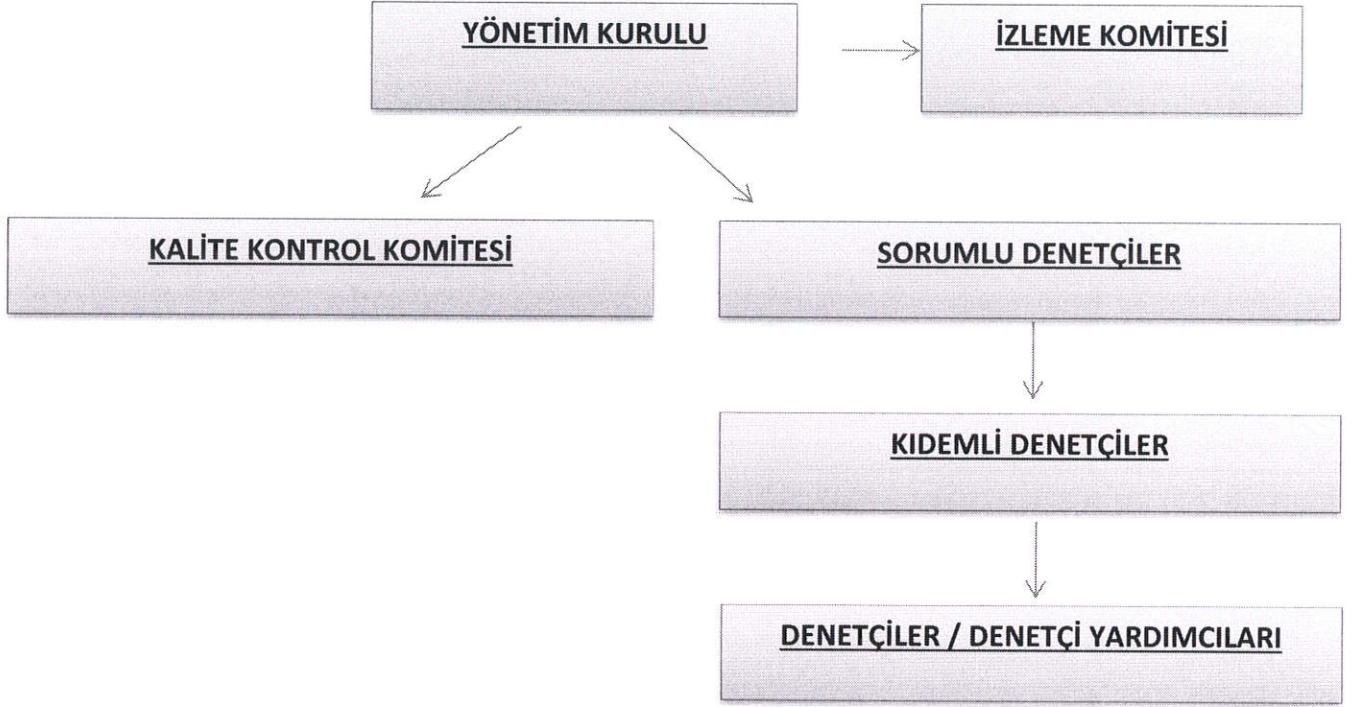 YÖNETİM KURULU
İZLEME KOMİTESİ
KALİTE KONTROL KOMİTESİ
SORUMLU DENETÇİLER
KIDEMLİ DENETÇİLER
DENETÇİLER / DENETÇİ YARDIMCILARI